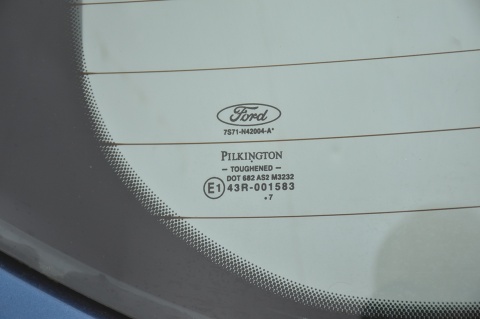 Ford
7S71-N42004-A*
PILKINGTON
- TOUGHENED -
DOT 682 AS2 M3232
E1 43R-001583
.7